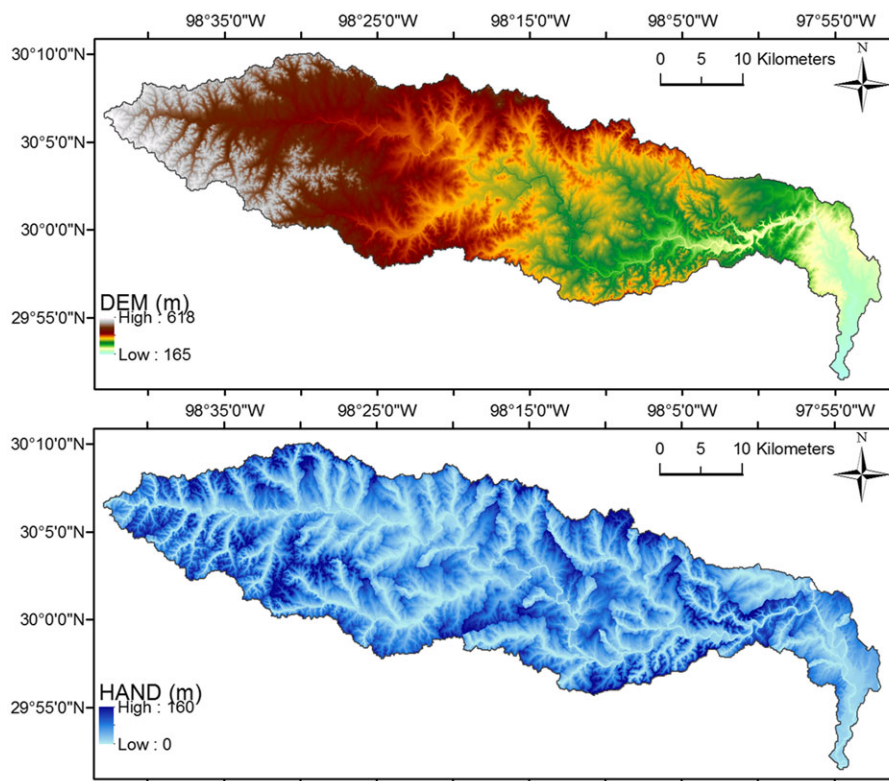 98°35'0"W 98°25'0"W 98°15'0"W 98°5'0"W 97°55'0"W
30°10'0"N
0 5 10 Kilometers
N
30°5'0"N
30°0'0"N
DEM (m)
High : 618
29°55'0"N
Low : 165
98°35'0"W 98°25'0"W 98°15'0"W 98°5'0"W 97°55'0"W
30°10'0"N
0 5 10 Kilometers
N
30°5'0"N
30°0'0"N
HAND (m)
High : 160
29°55'0"N
Low : 0